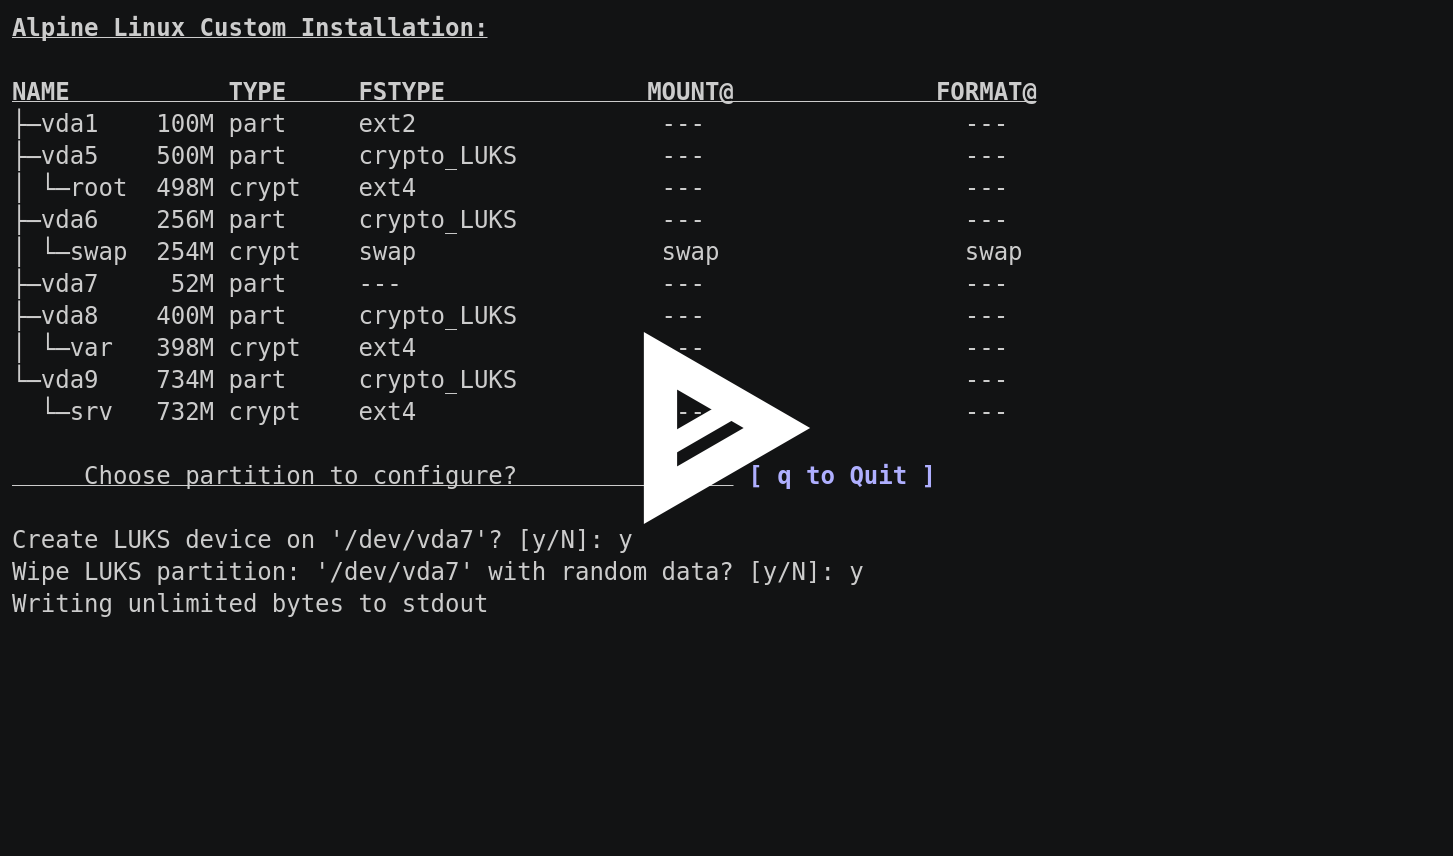 Alpine Linux Custom Installation:
NAME           TYPE     FSTYPE              MOUNT@              FORMAT@
├─vda1    100M part     ext2                 ---                  ---
├─vda5    500M part     crypto_LUKS          ---                  ---
│ └─root  498M crypt    ext4                 ---                  ---
├─vda6    256M part     crypto_LUKS          ---                  ---
│ └─swap  254M crypt    swap                 swap                 swap
├─vda7     52M part     ---                  ---                  ---
├─vda8    400M part     crypto_LUKS          ---                  ---
│ └─var   398M crypt    ext4                 --                  ---
└─vda9    734M part     crypto_LUKS                               ---
  └─srv   732M crypt    ext4                 --                  ---
Choose partition to configure? [ q to Quit ]
Create LUKS device on '/dev/vda7'? [y/N]: y
Wipe LUKS partition: '/dev/vda7' with random data? [y/N]: y
Writing unlimited bytes to stdout